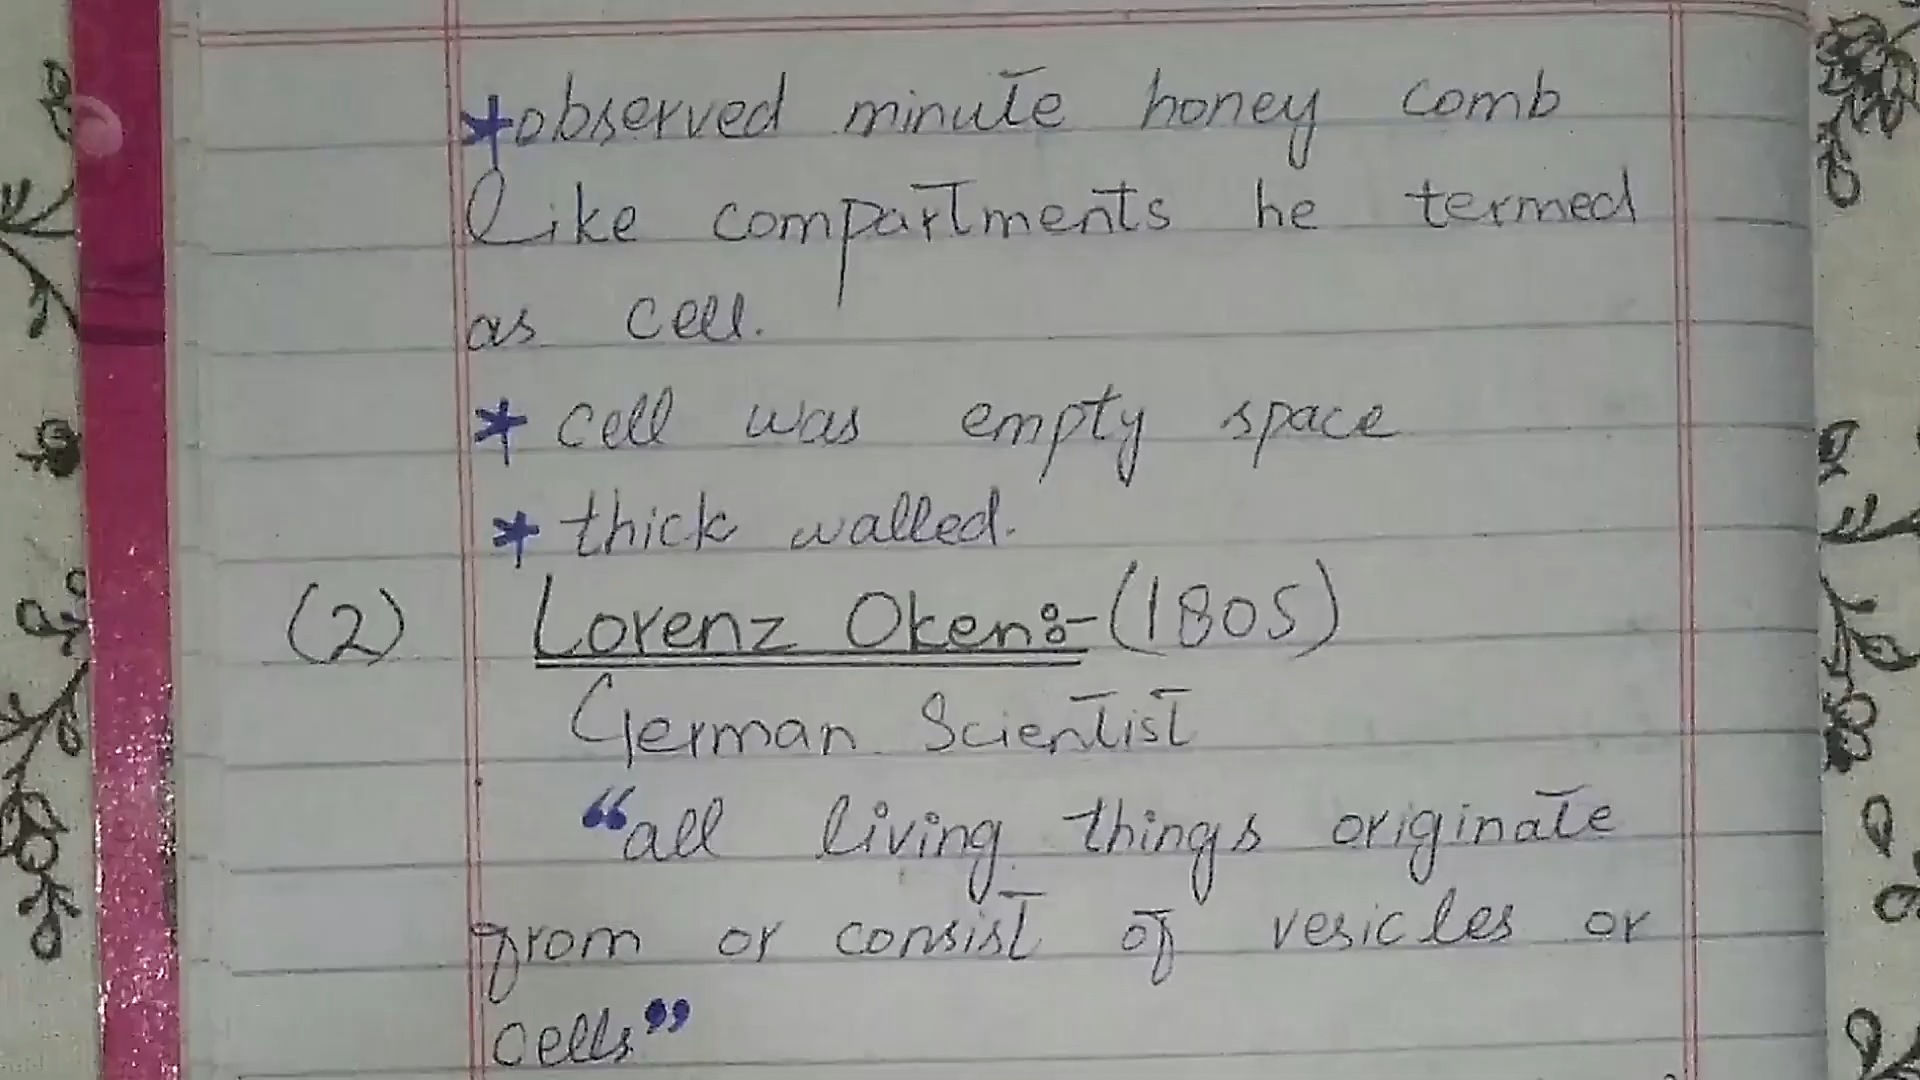 *observed minute honey comb
like compartments he termed
as cell.
* cell was empty space
* thick walled.
(2) Lorenz Oken:-(1805)
German Scientist
“all living things originate
from or consist of vesicles or
cells”